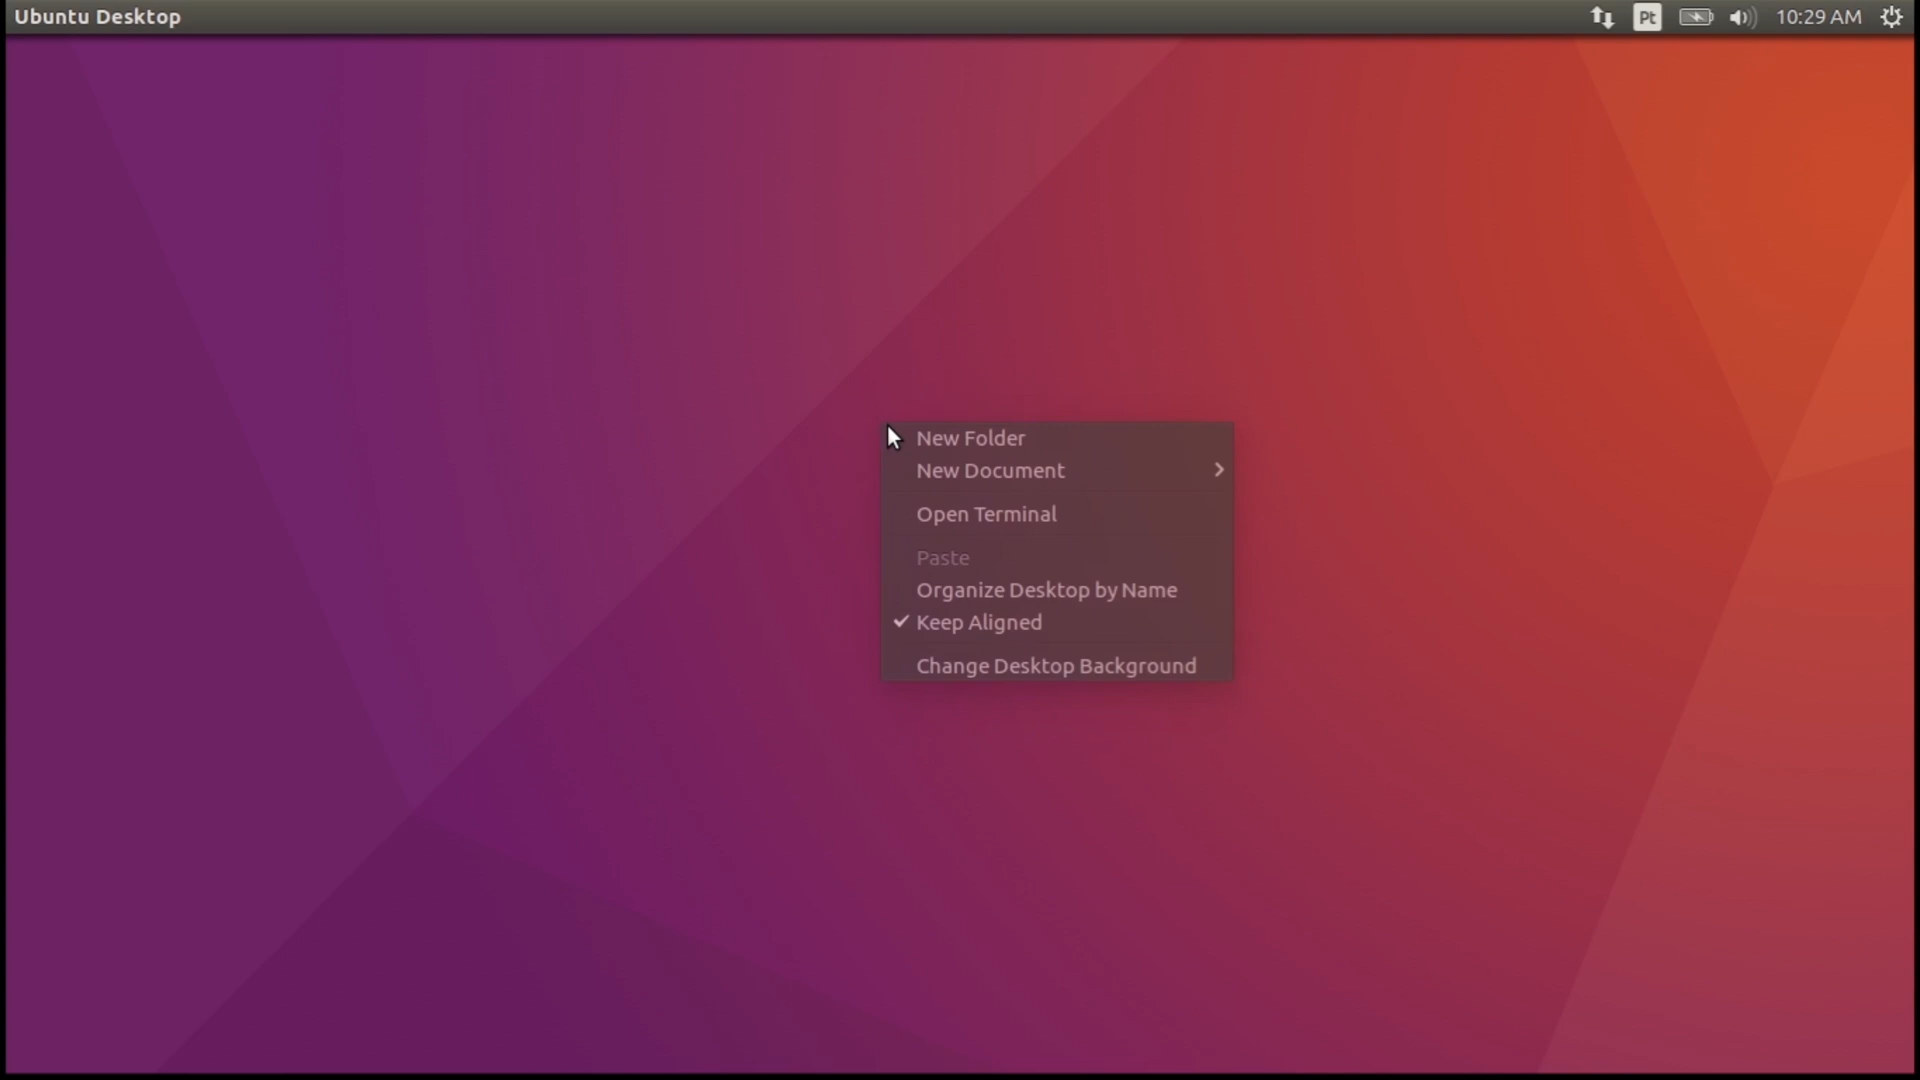 Ubuntu Desktop
Pt
10:29 AM
New Folder
New Document
Open Terminal
Paste
Organize Desktop by Name
Keep Aligned
Change Desktop Background